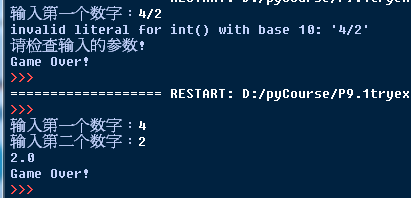 输入第一个数字：4/2
invalid literal for int() with base 10: '4/2'
请检查输入的参数！
Game Over!
>>>
=================== RESTART: D:/pyCourse/P9.1tryex
>>>
输入第一个数字：4
输入第二个数字：2
2.0
Game Over!
>>>